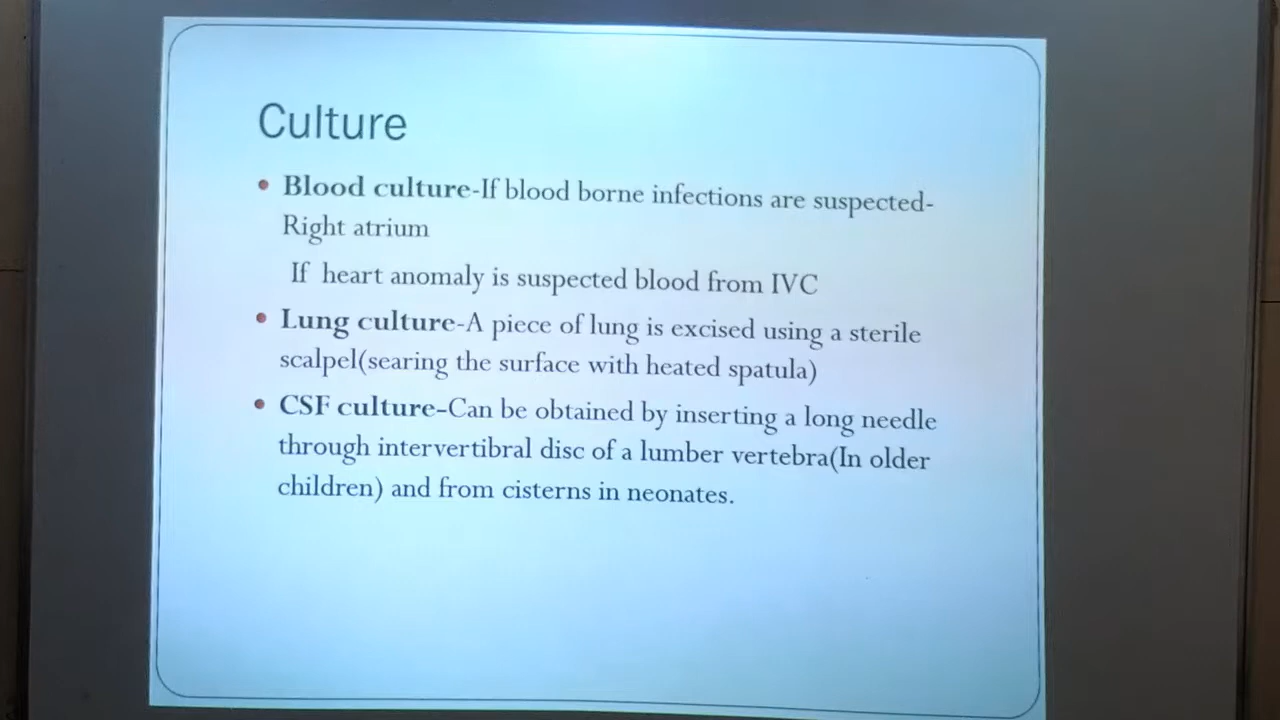 Culture
• Blood culture-If blood borne infections are suspected-
Right atrium
If heart anomaly is suspected blood from IVC
• Lung culture-A piece of lung is excised using a sterile
scalpel(searing the surface with heated spatula)
• CSF culture-Can be obtained by inserting a long needle
through intervertibral disc of a lumber vertebra(In older
children) and from cisterns in neonates.